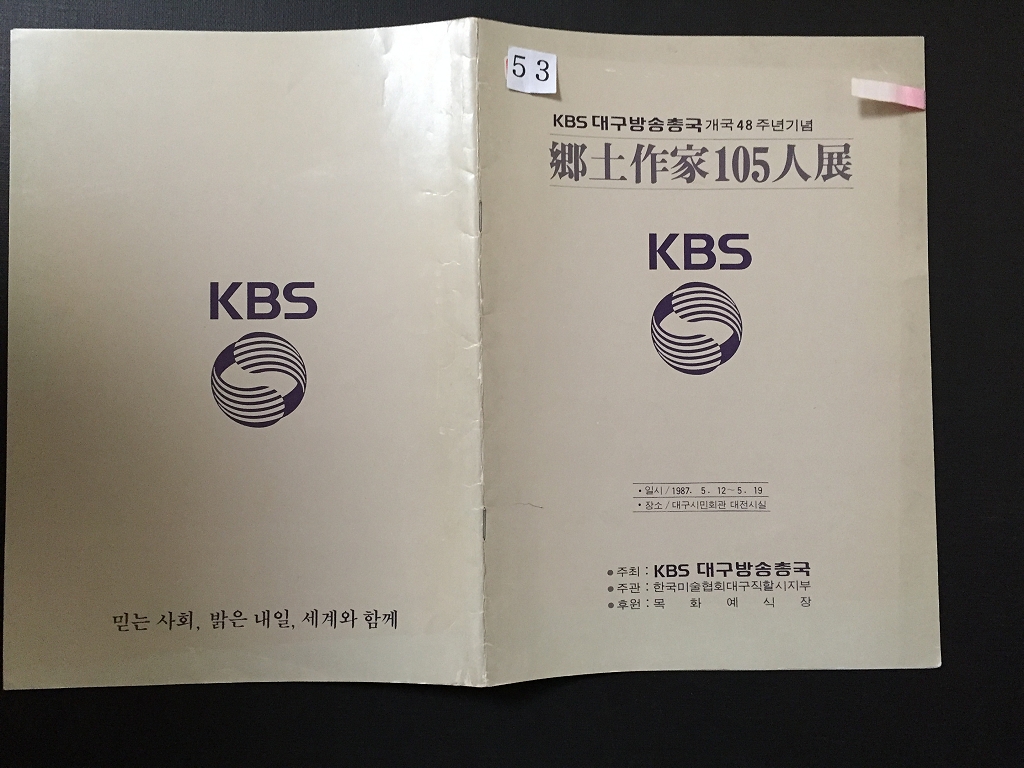 KBS
믿는 사회, 밝은 내일, 세계와 함께
53
KBS 대구방송총국 개국 48 주년기념
郷土作家 105人展
KBS
• 일시 / 1987. 5. 12~5. 19
• 장소 / 대구시민회관 대전시실
● 주최 : KBS 대구방송총국
● 주관 : 한국미술협회대구직할시지부
● 후원 : 목 화 예 식 장